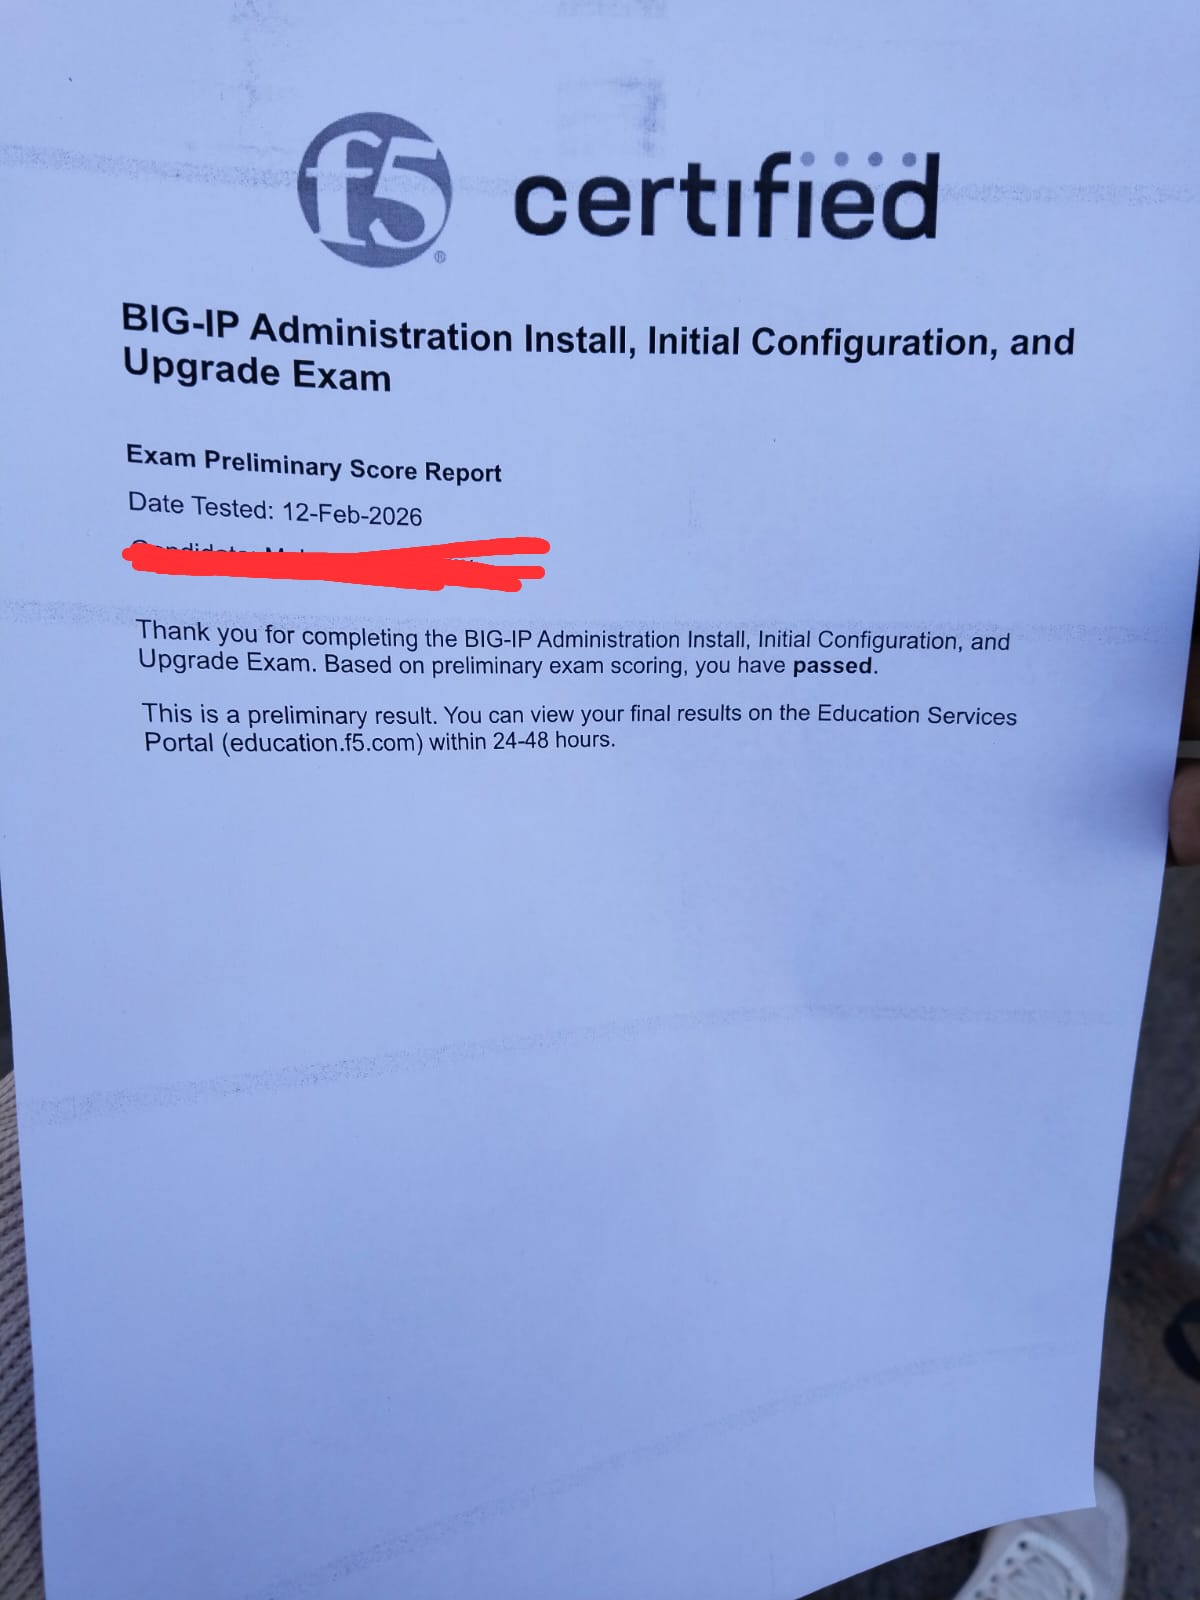 f5
certified
BIG-IP Administration Install, Initial Configuration, and
Upgrade Exam
Exam Preliminary Score Report
Date Tested: 12-Feb-2026
Thank you for completing the BIG-IP Administration Install, Initial Configuration, and
Upgrade Exam. Based on preliminary exam scoring, you have passed.
This is a preliminary result. You can view your final results on the Education Services
Portal (education.f5.com) within 24-48 hours.